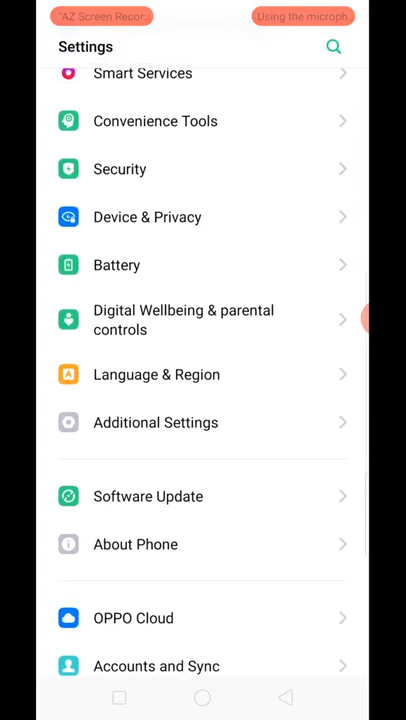 "AZ Screen Recor...
Using the microph...
Settings
Smart Services
Convenience Tools
Security
Device & Privacy
Battery
Digital Wellbeing & parental
controls
Language & Region
Additional Settings
Software Update
About Phone
OPPO Cloud
Accounts and Sync